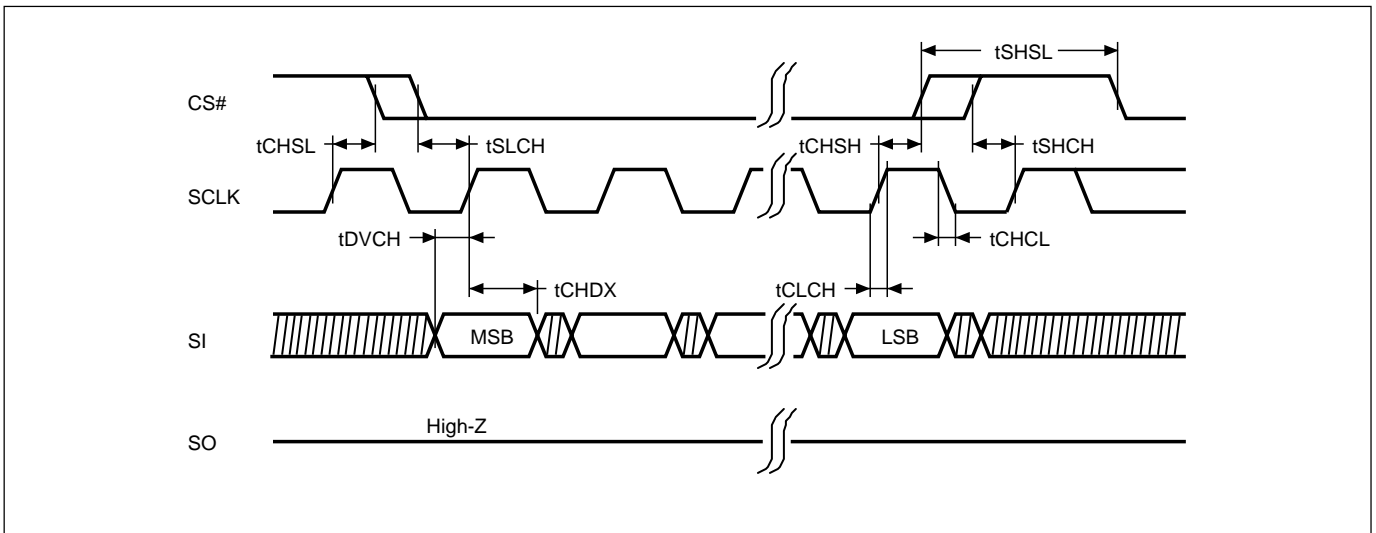 tSHSL
CS#
tCHSL
tSLCH
tCHSH
tSHCH
SCLK
tDVCH
tCHCL
tCHDX
tCLCH
SI
MSB
LSB
High-Z
SO